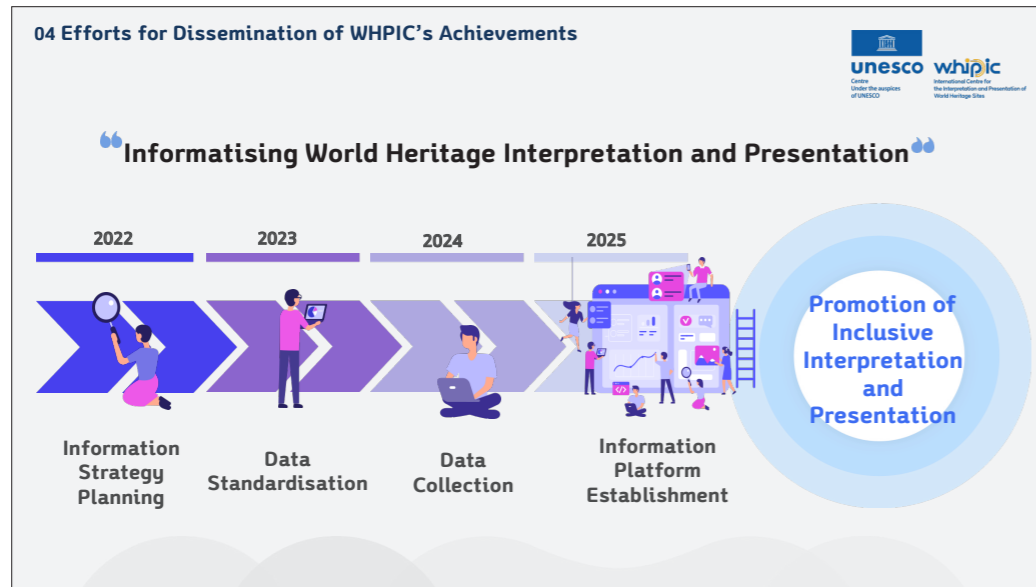 04 Efforts for Dissemination of WHPIC's Achievements
unesco
Centre
Under the auspices
of UNESCO
whipic
International Centre for
the Interpretation and Presentation of
World Heritage Sites
“Informatising World Heritage Interpretation and Presentation”
2022
2023
2024
2025
Information
Strategy
Planning
Data
Standardisation
Data
Collection
Information
Platform
Establishment
Promotion of
Inclusive
Interpretation
and
Presentation